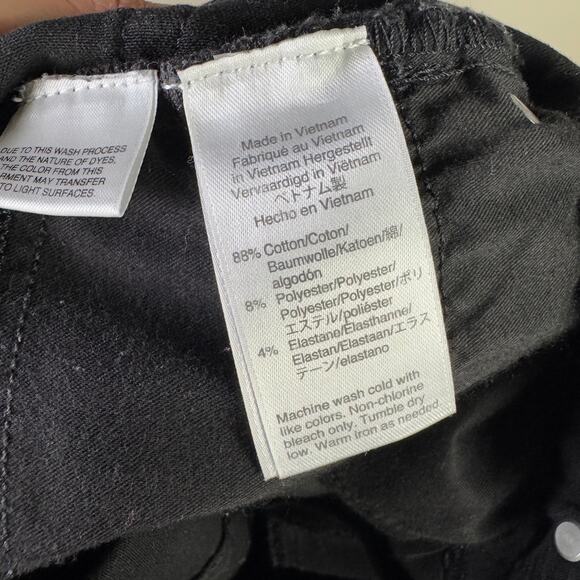 DUE TO THIS WASH PROCESS
AND THE NATURE OF DYES,
THE COLOR FROM THIS
GARMENT MAY TRANSFER
TO LIGHT SURFACES.
Made in Vietnam
Fabriqué au Vietnam
in Vietnam Hergestellt
Vervaardigd in Vietnam
ベトナム製
Hecho en Vietnam
88% Cotton/Coton/
Baumwolle/Katoen/綿/
algodón
8% Polyester/Polyester/
Polyester/Polyester/ポリ
エステル/poliéster
4% Elastane/Elasthanne/
Elastan/Elastaan/エラス
テーン/elastano
Machine wash cold with
like colors. Non-chlorine
bleach only. Tumble dry
low. Warm iron as needed.